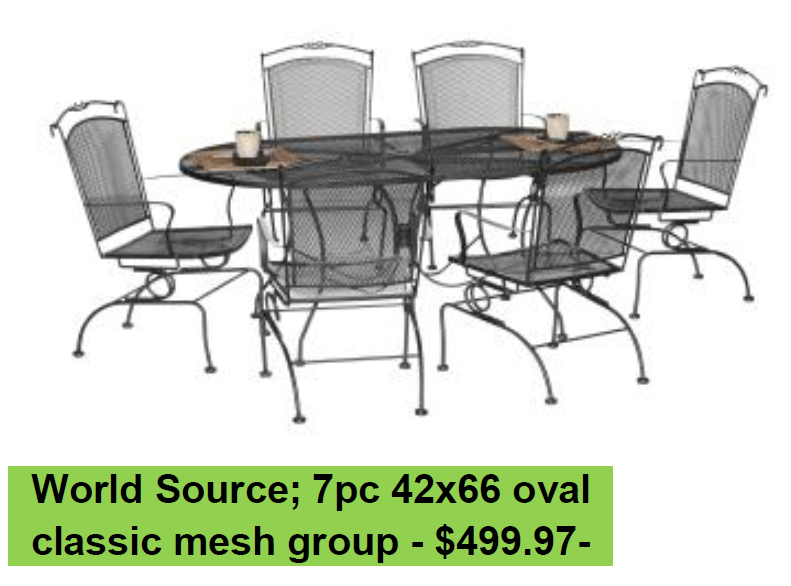 World Source; 7pc 42x66 oval
classic mesh group - $499.97-